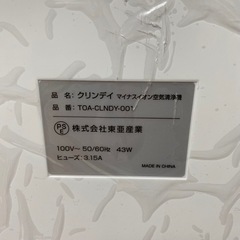 品名：クリンデイ マイナスイオン空気清浄機
品番：TOA-CLNDY-001
PSE 株式会社東亜産業
100V～ 50/60Hz 43W
ヒューズ：3.15A
MADE IN CHINA